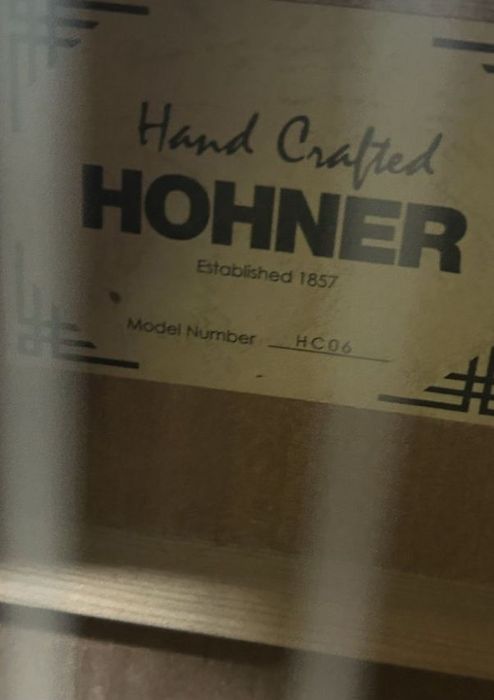 Hand Crafted
HOHNER
Established 1857
Model Number HC06